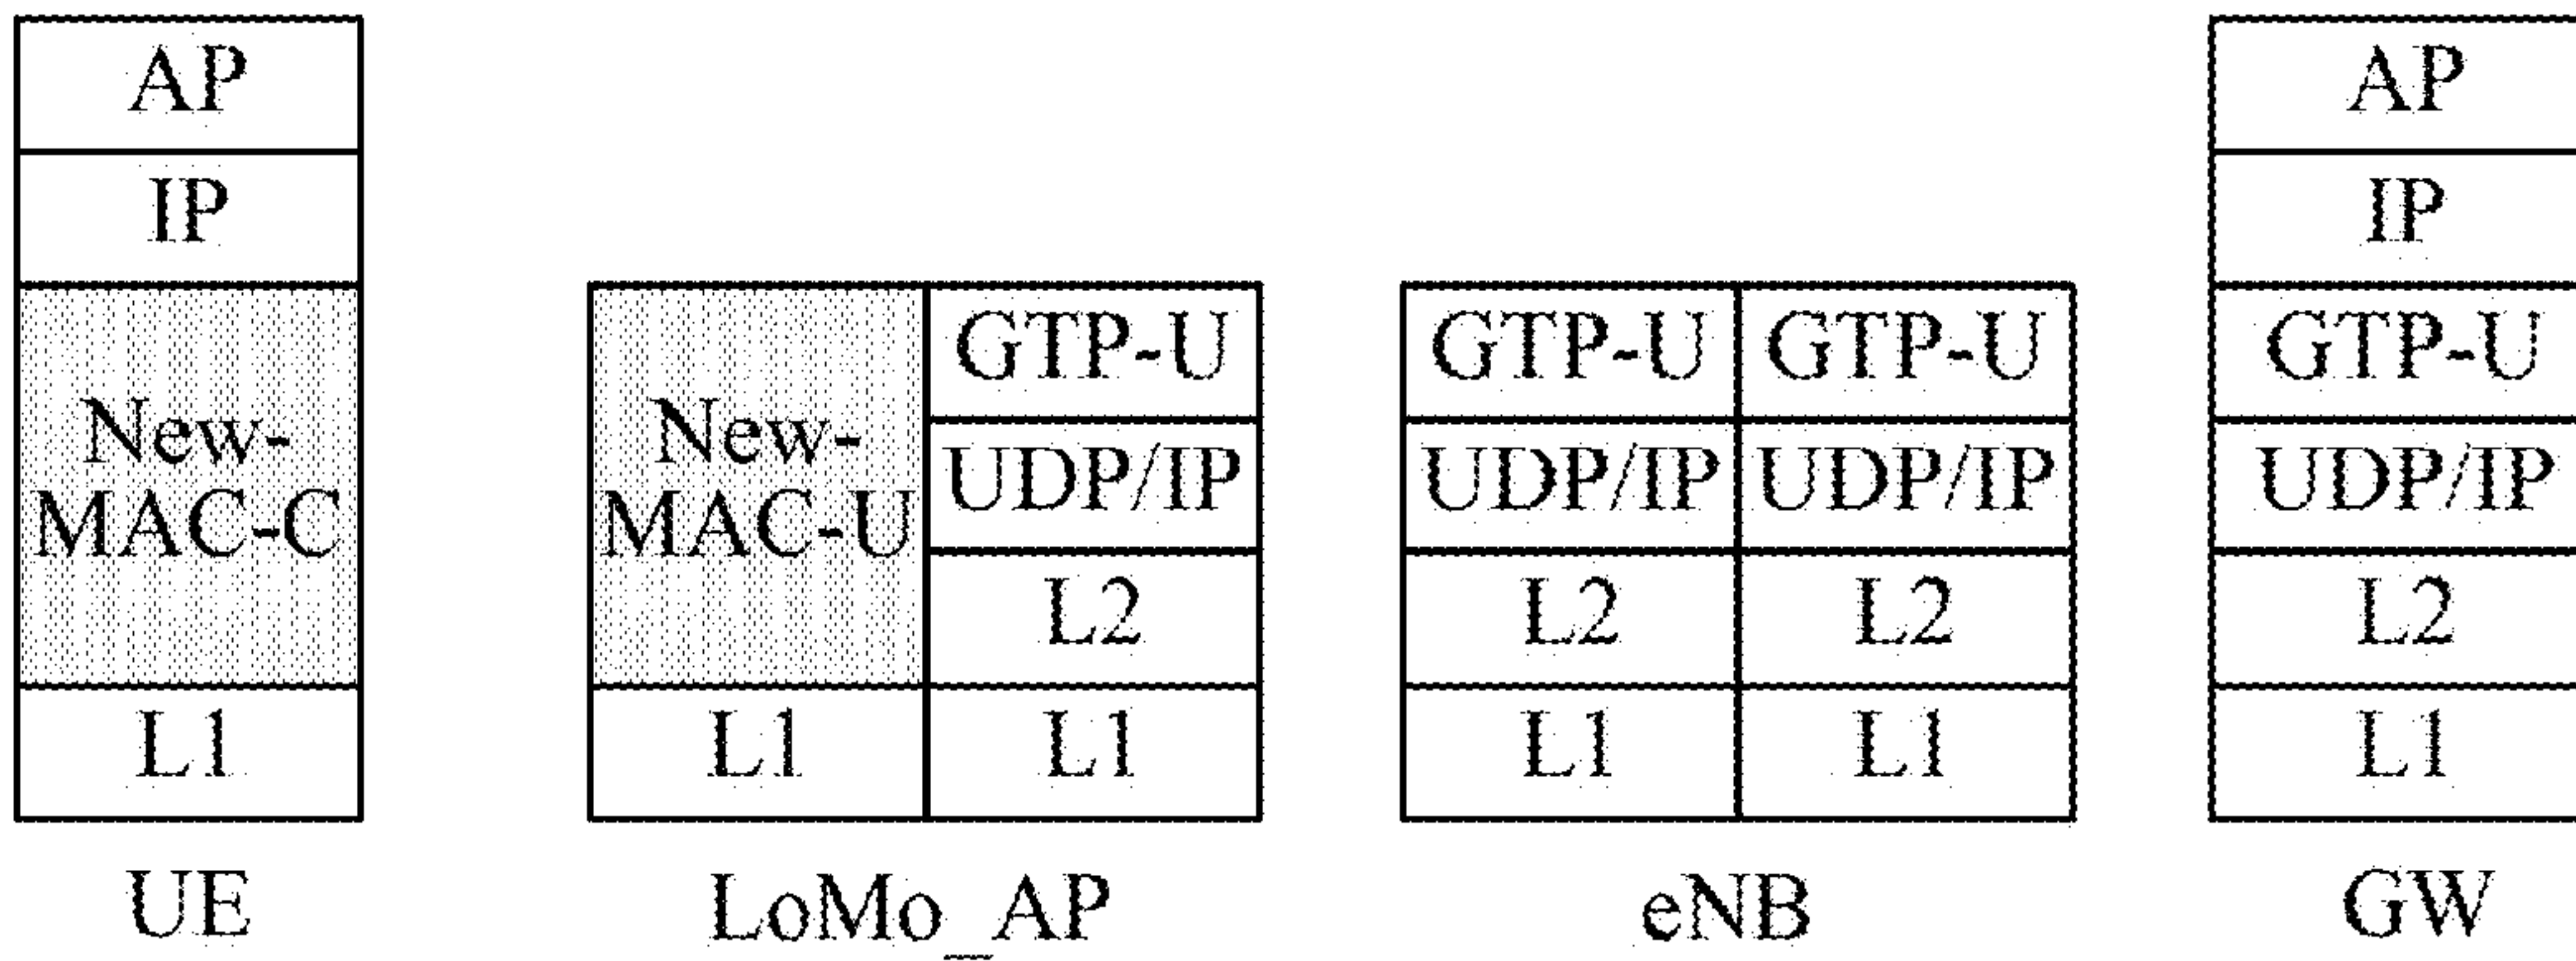 AP
IP
New-
MAC-C
L1
UE
New-
MAC-U
L1
GTP-U
UDP/IP
L2
L1
LoMo_AP
GTP-U
UDP/IP
L2
L1
GTP-U
UDP/IP
L2
L1
eNB
AP
IP
GTP-U
UDP/IP
L2
L1
GW